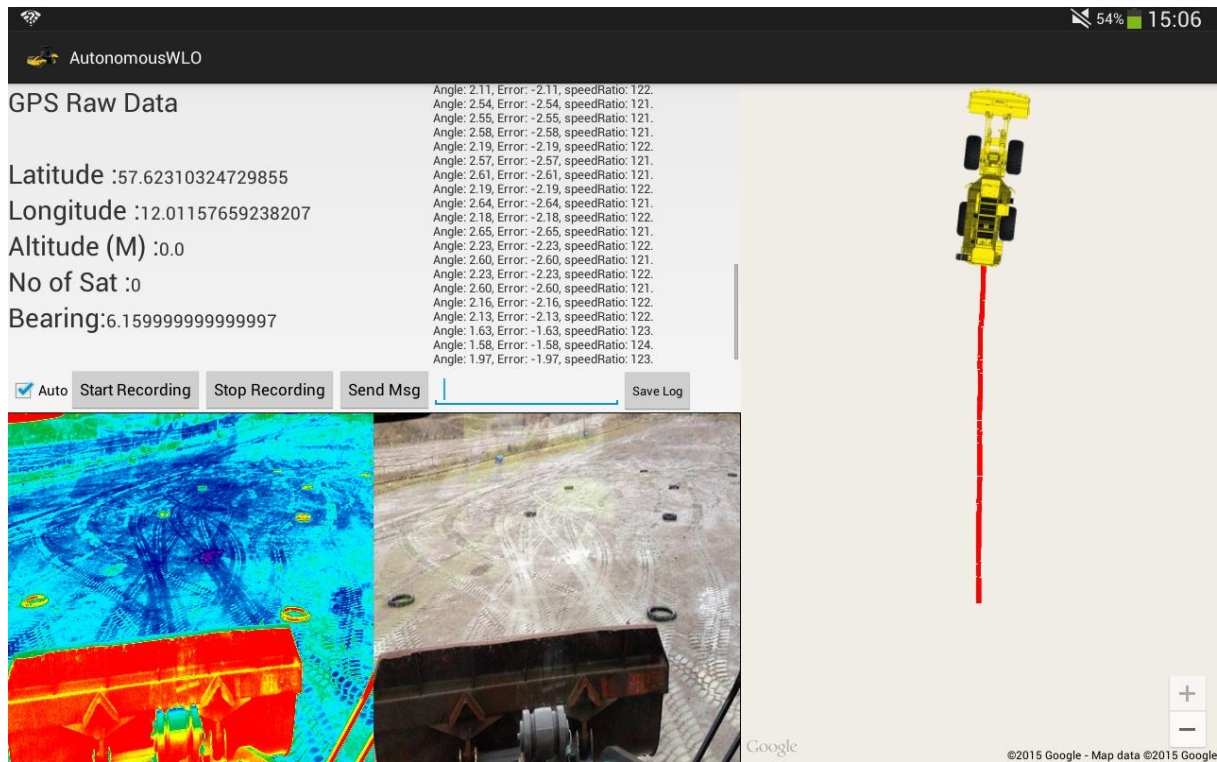 54% 15:06
AutonomousWLO
GPS Raw Data
Latitude :57.62310324729855
Longitude :12.01157659238207
Altitude (M) :0.0
No of Sat :0
Bearing:6.159999999999997
Angle: 2.11, Error: -2.11, speedRatio: 122.
Angle: 2.54, Error: -2.54, speedRatio: 121.
Angle: 2.55, Error: -2.55, speedRatio: 121.
Angle: 2.58, Error: -2.58, speedRatio: 121.
Angle: 2.19, Error: -2.19, speedRatio: 122.
Angle: 2.57, Error: -2.57, speedRatio: 121.
Angle: 2.61, Error: -2.61, speedRatio: 121.
Angle: 2.19, Error: -2.19, speedRatio: 122.
Angle: 2.64, Error: -2.64, speedRatio: 121.
Angle: 2.18, Error: -2.18, speedRatio: 122.
Angle: 2.65, Error: -2.65, speedRatio: 121.
Angle: 2.23, Error: -2.23, speedRatio: 122.
Angle: 2.60, Error: -2.60, speedRatio: 121.
Angle: 2.23, Error: -2.23, speedRatio: 122.
Angle: 2.60, Error: -2.60, speedRatio: 121.
Angle: 2.16, Error: -2.16, speedRatio: 122.
Angle: 2.13, Error: -2.13, speedRatio: 122.
Angle: 1.63, Error: -1.63, speedRatio: 123.
Angle: 1.58, Error: -1.58, speedRatio: 124.
Angle: 1.97, Error: -1.97, speedRatio: 123.
Auto Start Recording Stop Recording Send Msg Save Log
Google
©2015 Google - Map data ©2015 Google